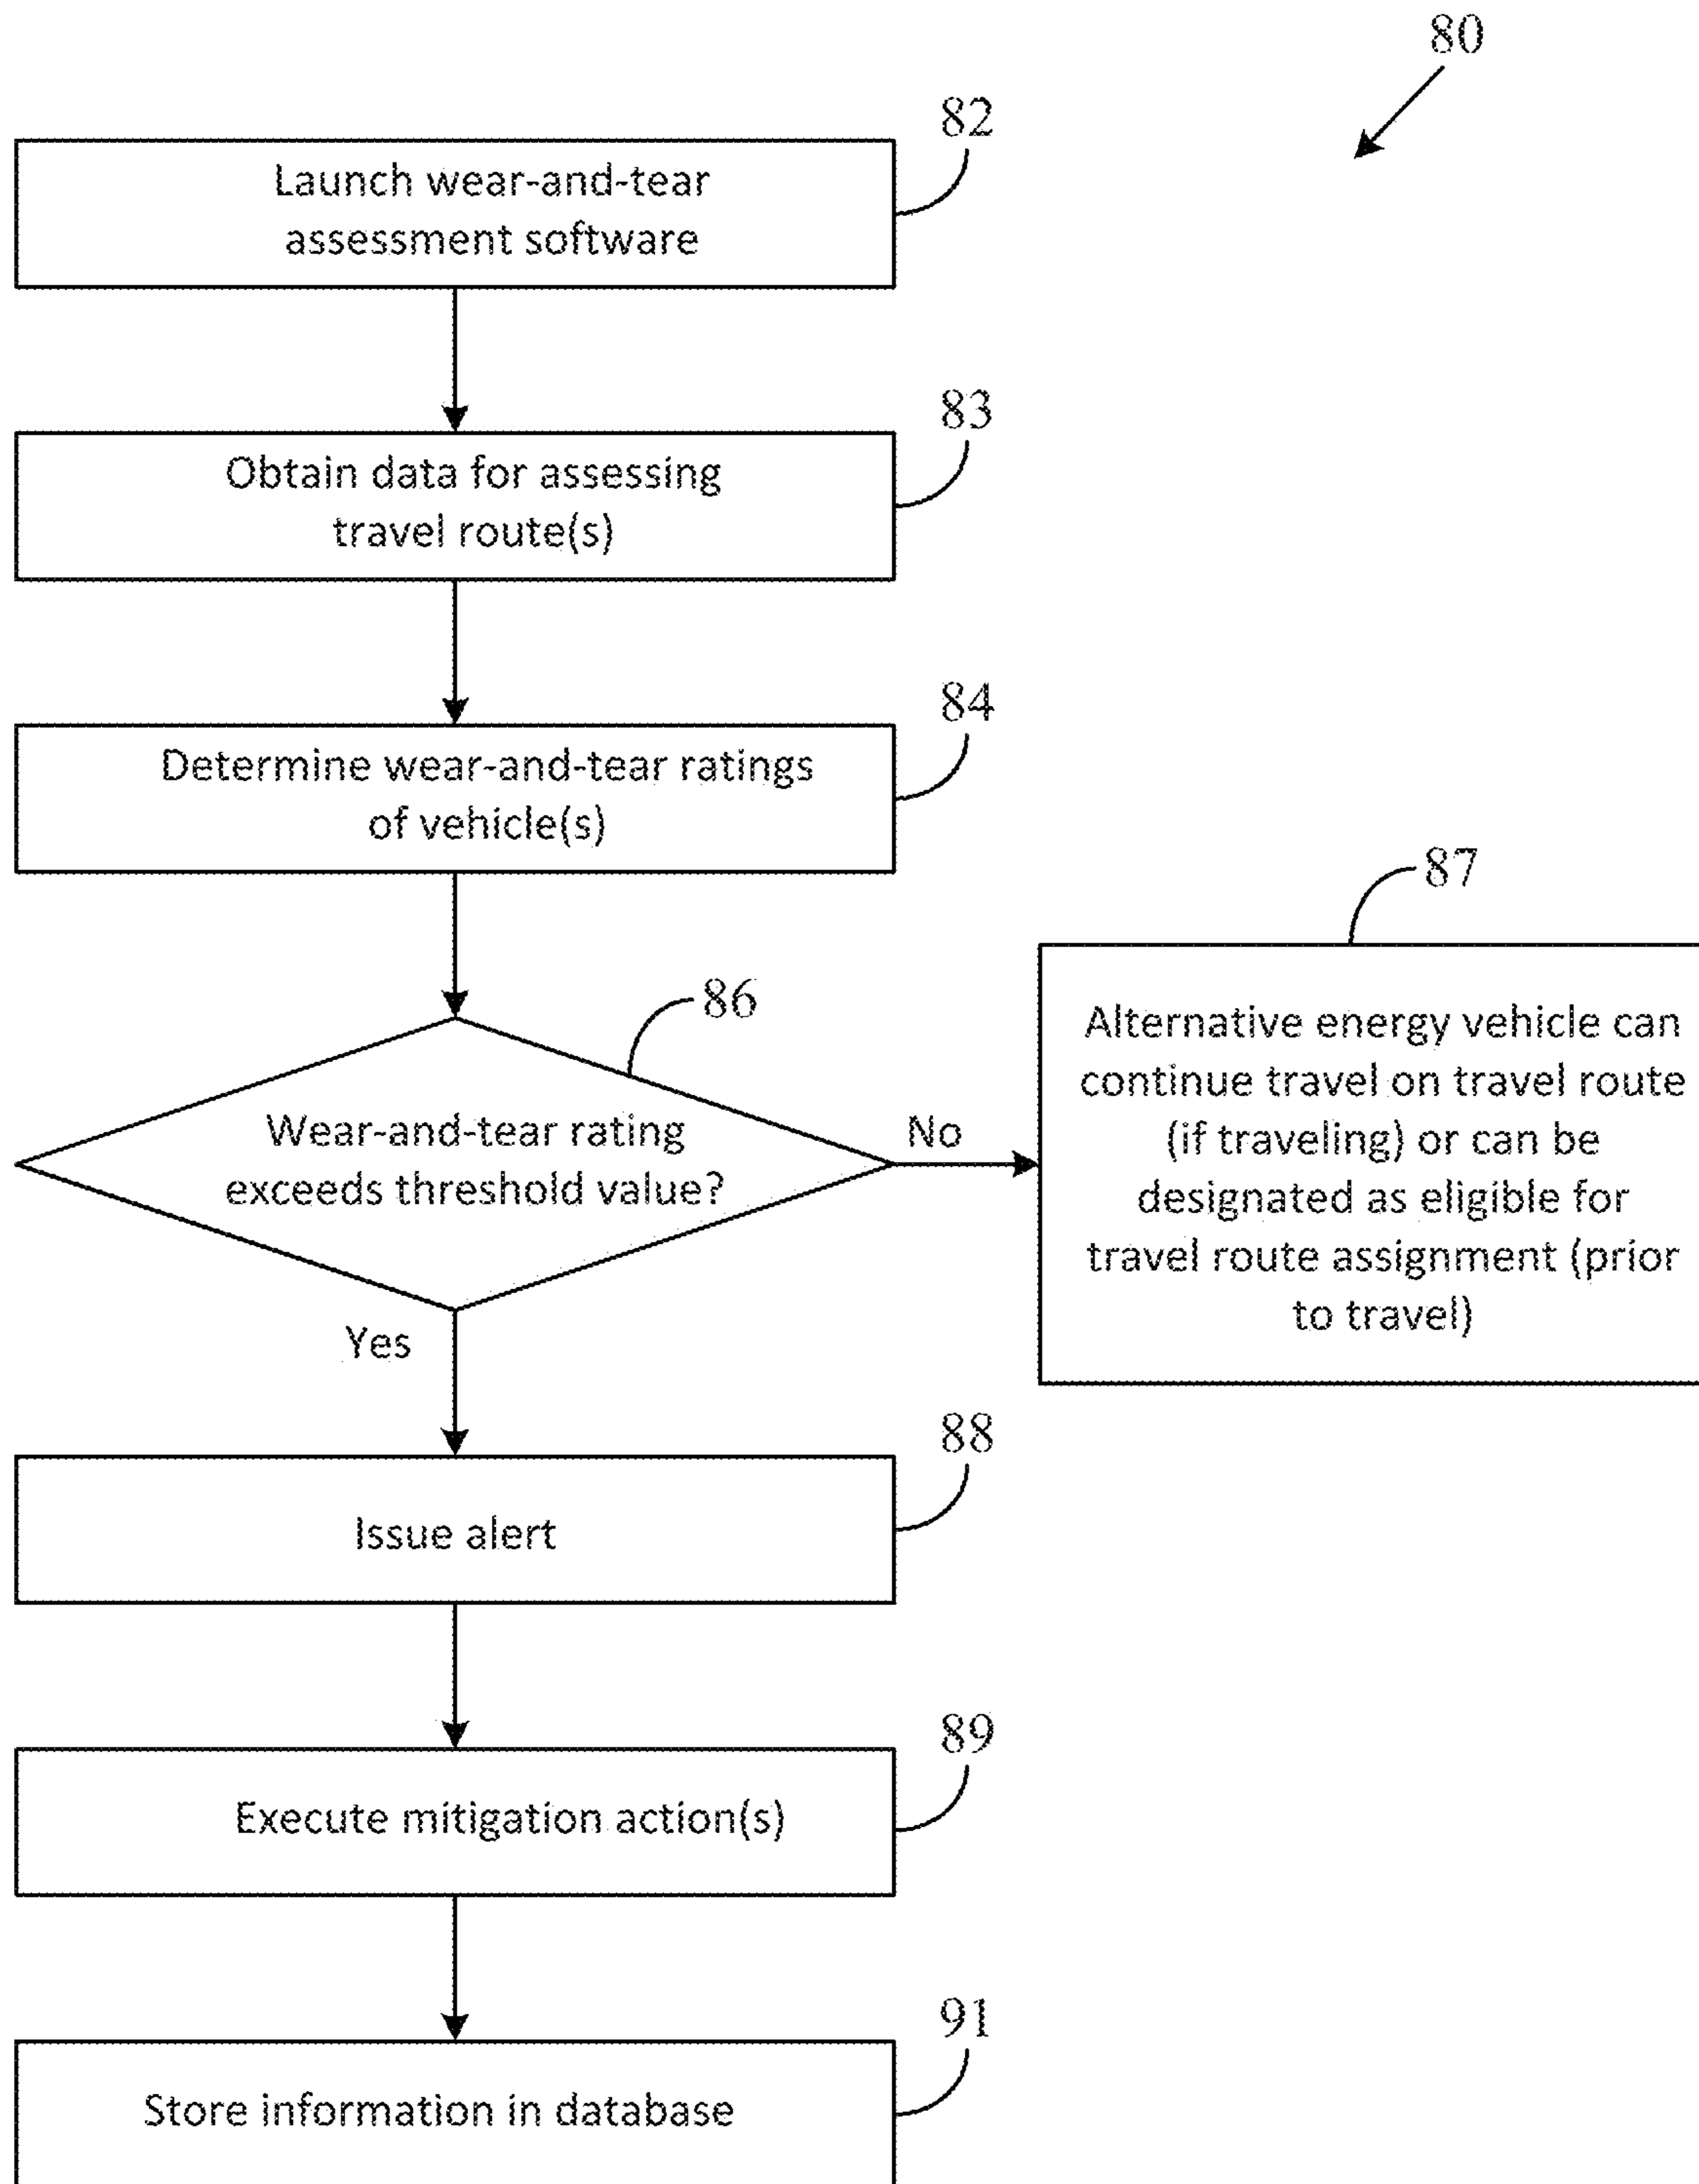 80
82
Launch wear-and-tear
assessment software
83
Obtain data for assessing
travel route(s)
84
Determine wear-and-tear ratings
of vehicle(s)
87
86
Alternative energy vehicle can
continue travel on travel route
(if traveling) or can be
designated as eligible for
travel route assignment (prior
to travel)
Wear-and-tear rating
exceeds threshold value?
No
Yes
88
Issue alert
89
Execute mitigation action(s)
91
Store information in database